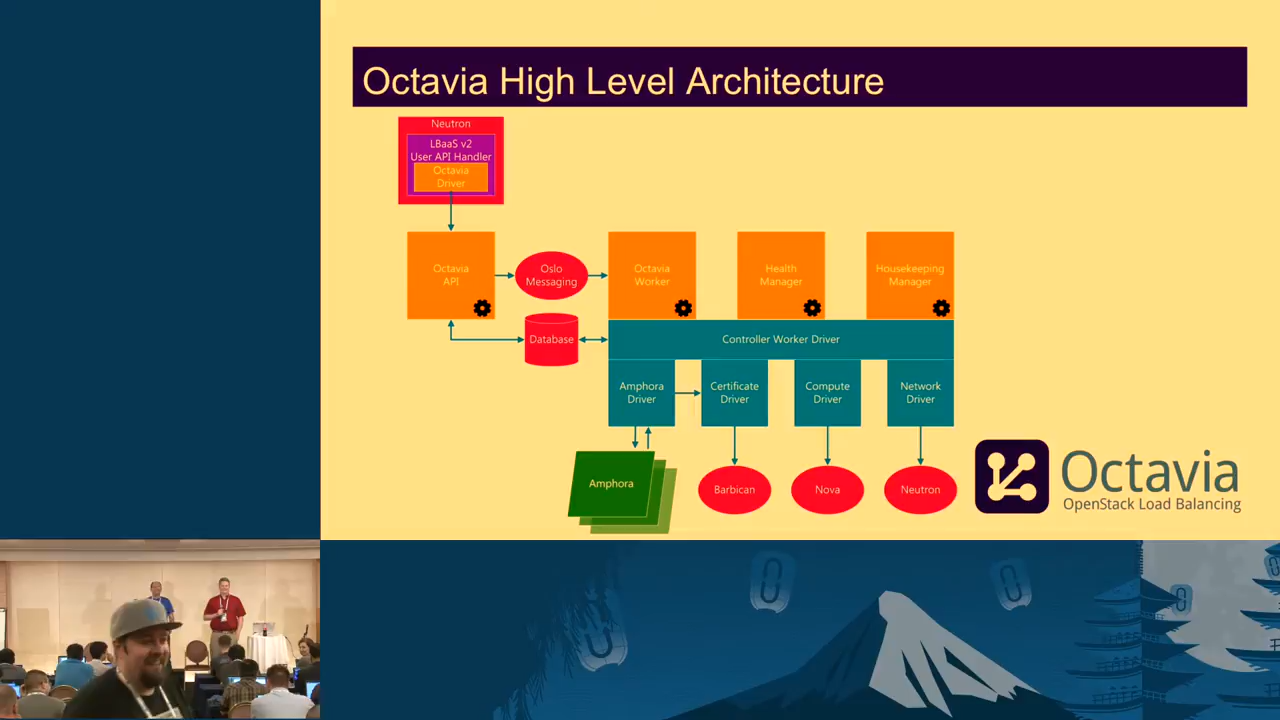 Octavia High Level Architecture
Neutron
LBaaS v2
User API Handler
Octavia
Driver
Octavia
API
Oslo
Messaging
Octavia
Worker
Health
Manager
Housekeeping
Manager
Database
Controller Worker Driver
Amphora
Driver
Certificate
Driver
Compute
Driver
Network
Driver
Amphora
Barbican
Nova
Neutron
Octavia
OpenStack Load Balancing